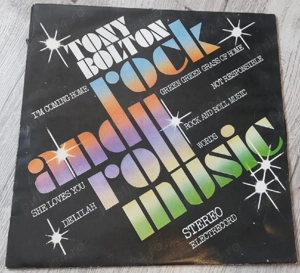 TONY
BOLTON
rock
and
roll
music
I'M COMING HOME
GREEN GREEN GRASS OF HOME
NOT RESPONSIBLE
ROCK AND ROLL MUSIC
WORDS
SHE LOVES YOU
DELILAH
STEREO
ELECTRECORD